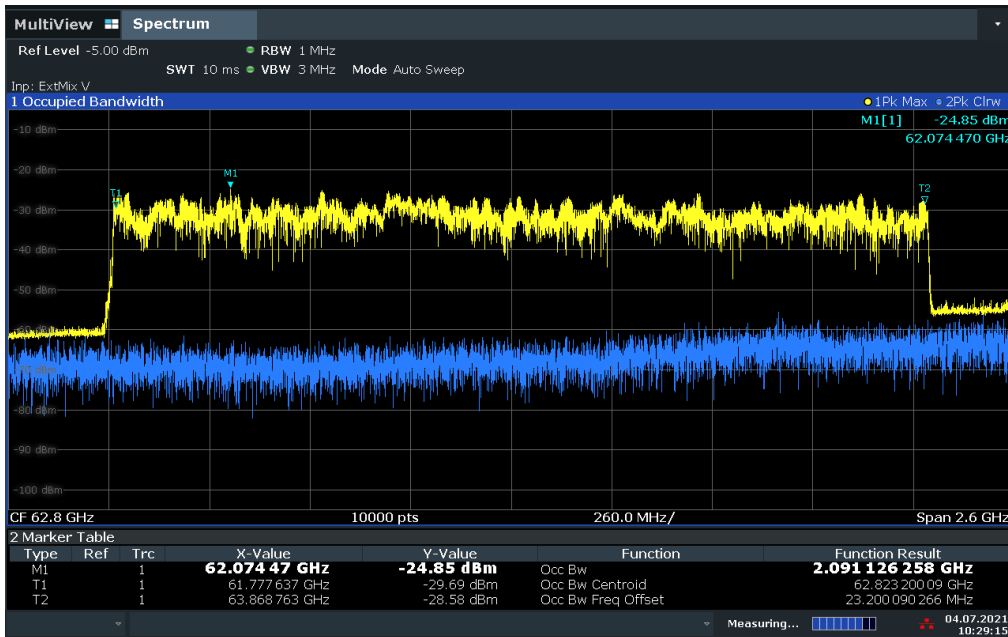 MultiView Spectrum
Ref Level -5.00 dBm RBW 1 MHz
SWT 10 ms VBW 3 MHz Mode Auto Sweep
Inp: ExtMix V
1 Occupied Bandwidth 1Pk Max 2Pk Clrw
M1[1] -24.85 dBm
62.074 470 GHz
-10 dBm
-20 dBm
M1
T1
T2
-30 dBm
-40 dBm
-50 dBm
-80 dBm
-90 dBm
-100 dBm
CF 62.8 GHz 10000 pts 260.0 MHz/ Span 2.6 GHz
2 Marker Table
Type Ref Trc X-Value Y-Value Function Function Result
M1 1 62.074 47 GHz -24.85 dBm Occ Bw 2.091 126 258 GHz
T1 1 61.777 637 GHz -29.69 dBm Occ Bw Centroid 62.823 200 09 GHz
T2 1 63.868 763 GHz -28.58 dBm Occ Bw Freq Offset 23.200 090 266 MHz
Measuring... 04.07.2021
10:29:15